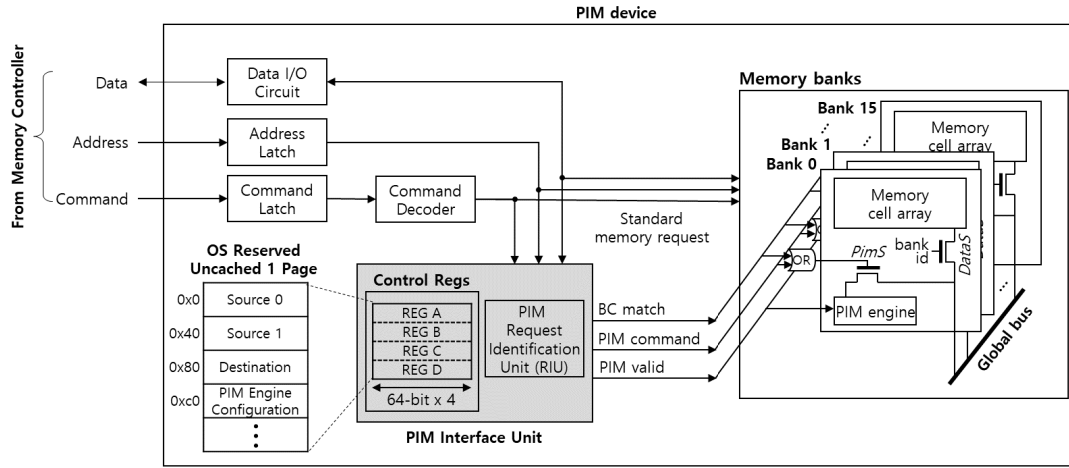 PIM device
From Memory Controller
Data
Data I/O
Circuit
Address
Address
Latch
Command
Command
Latch
Command
Decoder
Standard
memory request
OS Reserved
Uncached 1 Page
0x0
Source 0
0x40
Source 1
0x80
Destination
0xc0
PIM Engine
Configuration
Control Regs
REG A
REG B
REG C
REG D
64-bit x 4
PIM
Request
Identification
Unit (RIU)
PIM Interface Unit
BC match
PIM command
PIM valid
Memory banks
Bank 15
Bank 1
Bank 0
Memory
cell array
Memory
cell array
OR
PimS
bank
id
DataS
PIM engine
Global bus